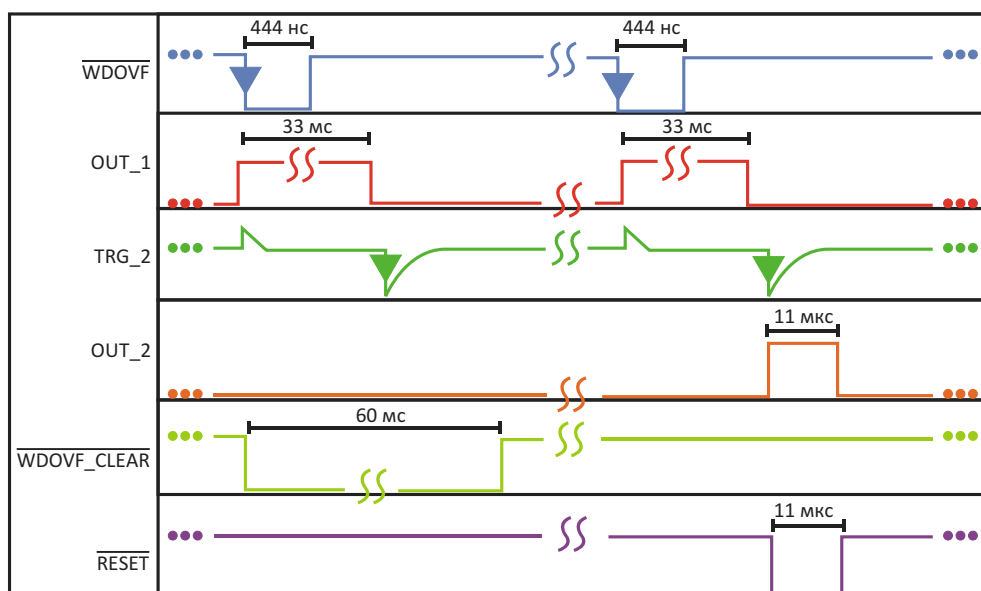 444 нс 444 нс
WDOVF
33 мс 33 мс
OUT_1
TRG_2
11 мкс
OUT_2
60 мс
WDOVF_CLEAR
11 мкс
RESET